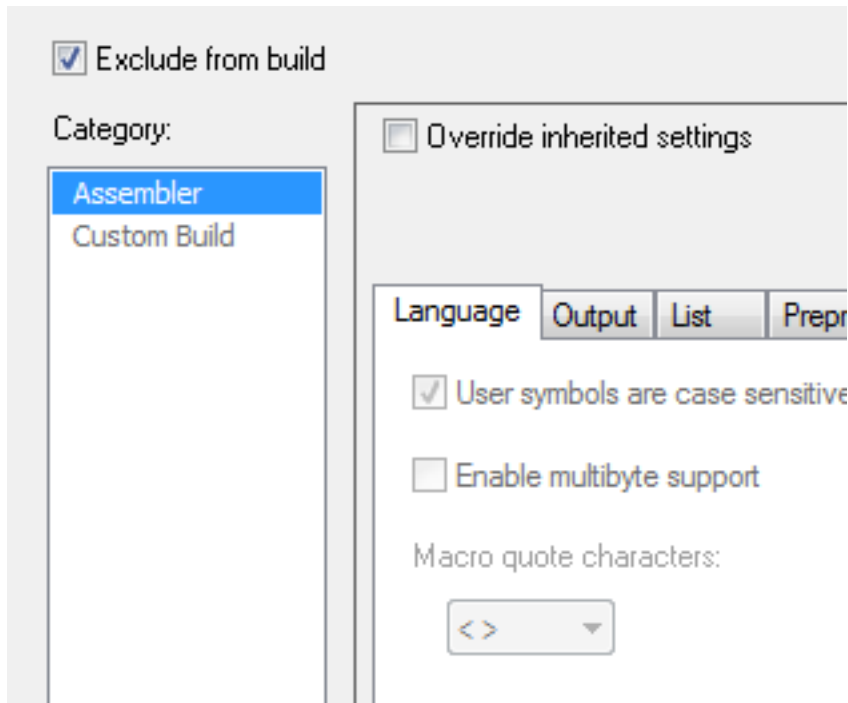 Exclude from build
Category:
Override inherited settings
Assembler
Custom Build
Language Output List Prepr
User symbols are case sensitive
Enable multibyte support
Macro quote characters:
<>